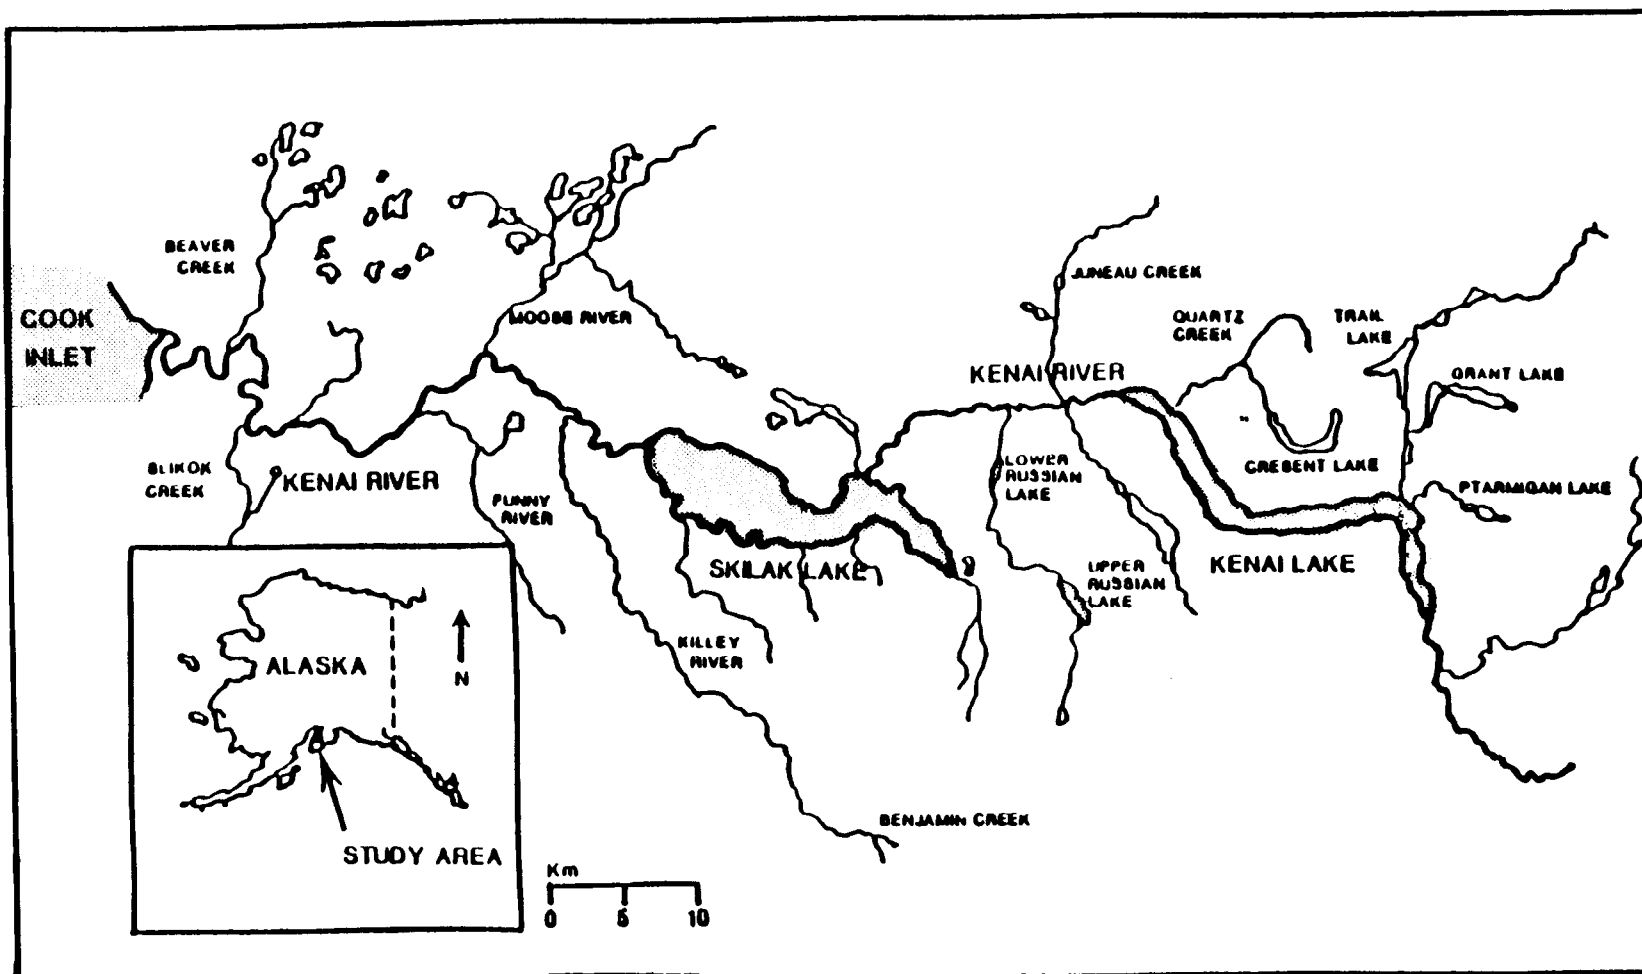 BEAVER
CREEK
COOK
INLET
MOOSE RIVER
JUNEAU CREEK
QUARTZ
CREEK
TRAIL
LAKE
GRANT LAKE
KENAI RIVER
SLIKOK
CREEK
KENAI RIVER
FUNNY
RIVER
LOWER
RUSSIAN
LAKE
CRESENT LAKE
PTARMIGAN LAKE
SKILAK LAKE
UPPER
RUSSIAN
LAKE
KENAI LAKE
KILLEY
RIVER
BENJAMIN CREEK
ALASKA
N
STUDY AREA
Km
0 5 10